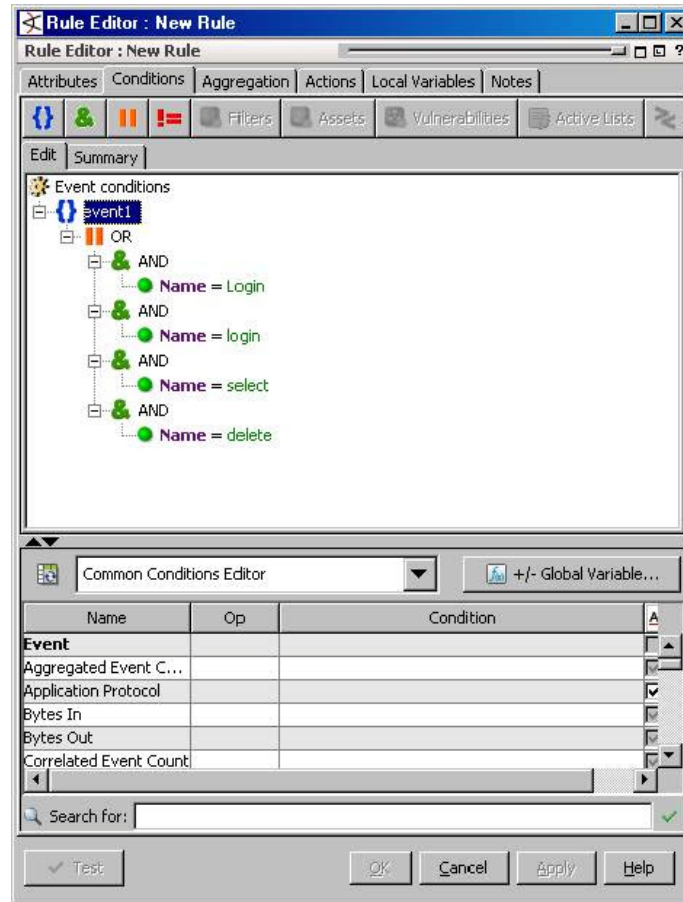 Rule Editor : New Rule
Rule Editor : New Rule
?
Attributes Conditions Aggregation Actions Local Variables Notes
{} & || != Filters Assets Vulnerabilities Active Lists
Edit Summary
Event conditions
{} event1
|| OR
& AND
Name = Login
& AND
Name = login
& AND
Name = select
& AND
Name = delete
Common Conditions Editor +/- Global Variable...
Name Op Condition A
Event
Aggregated Event C...
Application Protocol
Bytes In
Bytes Out
Correlated Event Count
Search for:
Test OK Cancel Apply Help